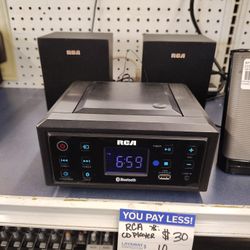 RCA
RCA
RCA
6:59
Bluetooth
YOU PAY LESS!
RCA
CD PLAYER
$30